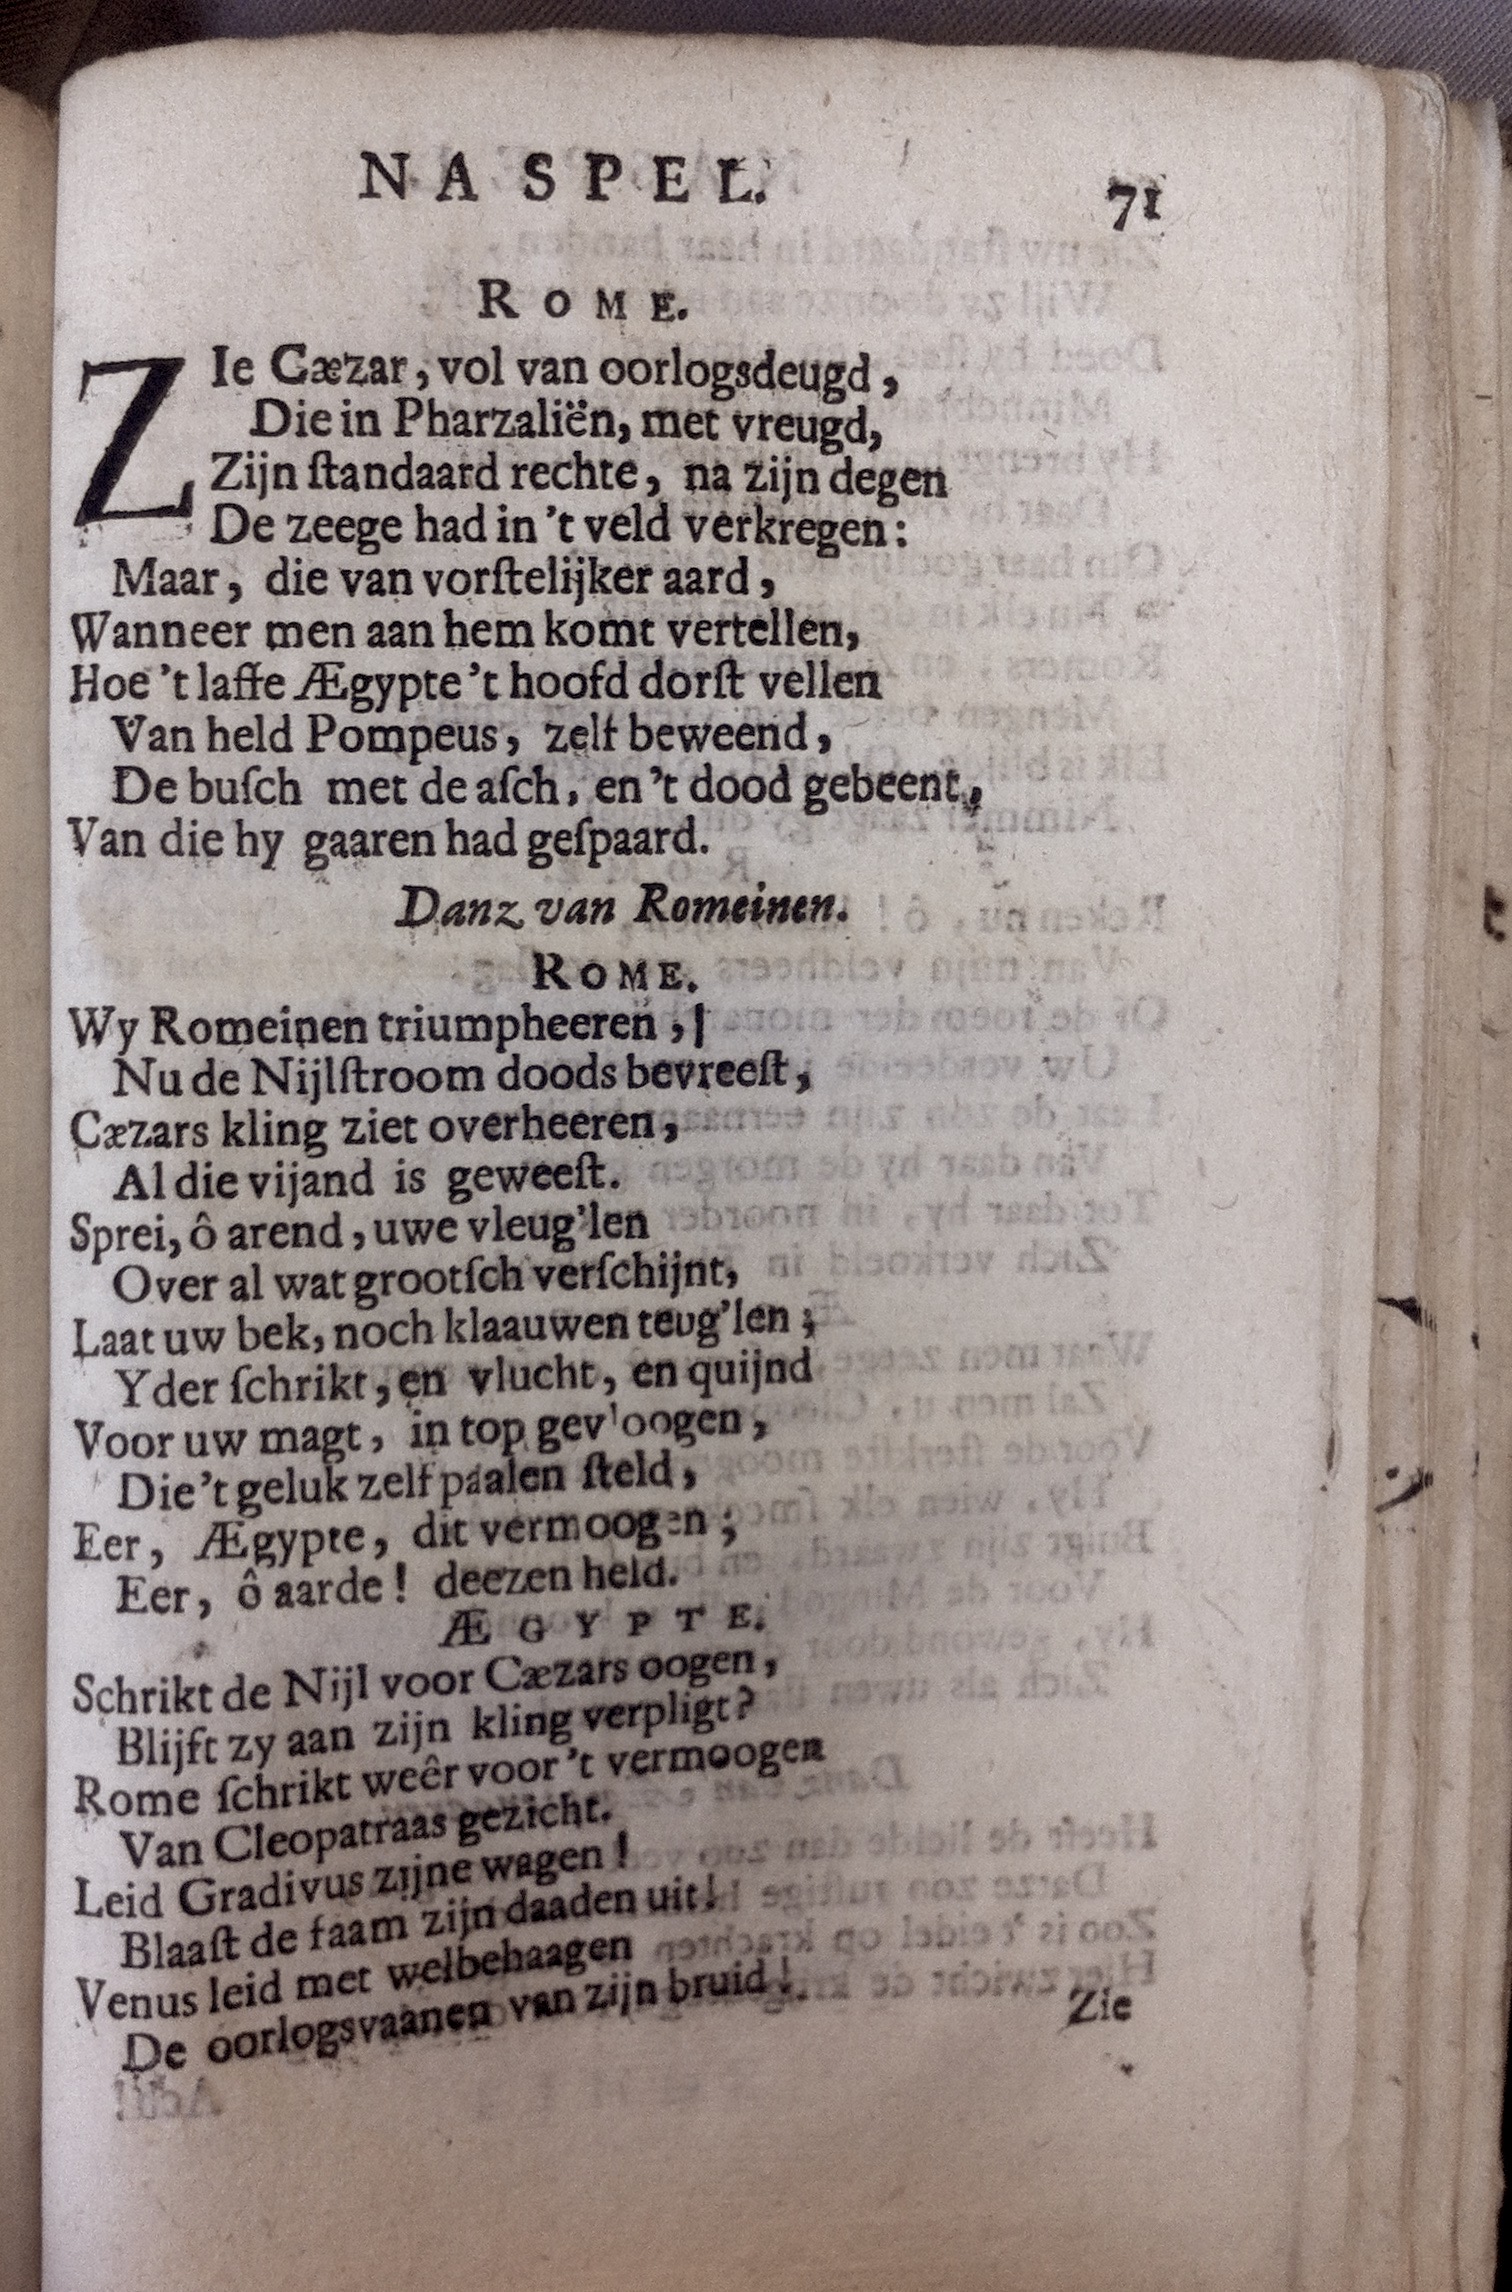 NASPEL. 71
ROME.
ZIe Cæzar, vol van oorlogsdeugd,
Die in Pharzaliën, met vreugd,
Zijn ſtandaard rechte, na zijn degen
De zeege had in 't veld verkregen:
Maar, die van vorſtelijker aard,
Wanneer men aan hem komt vertellen,
Hoe 't laffe Ægypte 't hoofd dorſt vellen
Van held Pompeus, zelf beweend,
De buſch met de aſch, en 't dood gebeent,
Van die hy gaaren had geſpaard.
Danz van Romeinen.
ROME.
Wy Romeinen triumpheeren,
Nu de Nijlſtroom doods bevreeſt,
Cæzars kling ziet overheeren,
Al die vijand is geweeſt.
Sprei, ô arend, uwe vleug'len
Over al wat grootſch verſchijnt,
Laat uw bek, noch klaauwen teug'len;
Yder ſchrikt, en vlucht, en quijnd
Voor uw magt, in top gevloogen,
Die 't geluk zelf paalen ſteld,
Eer, Ægypte, dit vermoogen;
Eer, ô aarde! deezen held.
ÆGYPTE.
Schrikt de Nijl voor Cæzars oogen,
Blijft zy aan zijn kling verpligt?
Rome ſchrikt weêr voor 't vermoogen
Van Cleopatraas gezicht.
Leid Gradivus zijne wagen!
Blaaſt de faam zijn daaden uit!
Venus leid met welbehaagen
De oorlogsvaanen van zijn bruid!
Zie